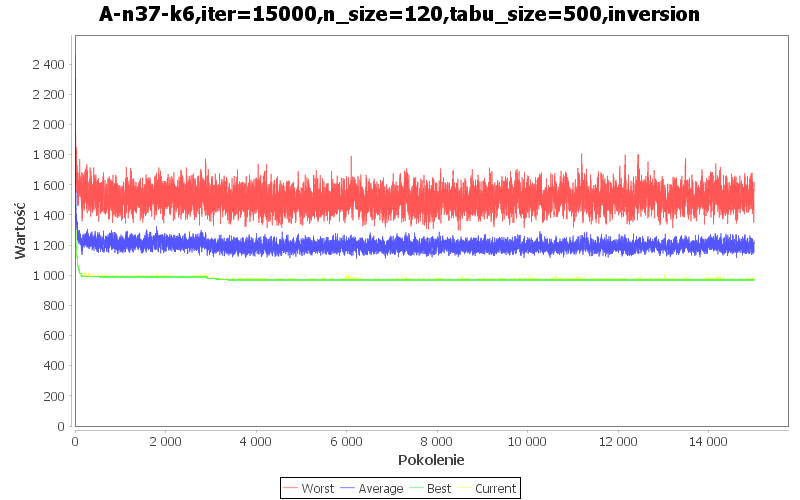 A-n37-k6,iter=15000,n_size=120,tabu_size=500,inversion
2 400
2 200
2 000
1 800
1 600
1 400
1 200
1 000
800
600
400
200
0
Wartość
0 2 000 4 000 6 000 8 000 10 000 12 000 14 000
Pokolenie
Worst Average Best Current